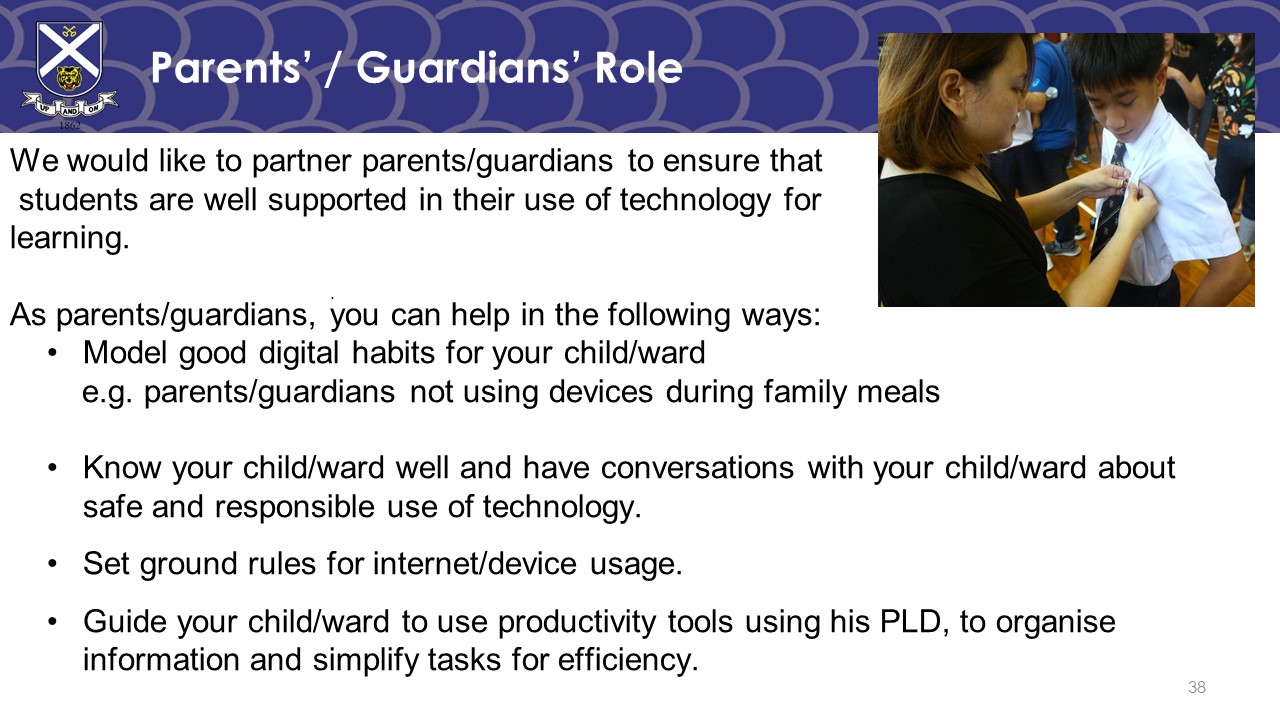 Parents’ / Guardians’ Role
UP AND ON
1862
We would like to partner parents/guardians to ensure that
students are well supported in their use of technology for
learning.
As parents/guardians, you can help in the following ways:
• Model good digital habits for your child/ward
e.g. parents/guardians not using devices during family meals
• Know your child/ward well and have conversations with your child/ward about
safe and responsible use of technology.
• Set ground rules for internet/device usage.
• Guide your child/ward to use productivity tools using his PLD, to organise
information and simplify tasks for efficiency.
38